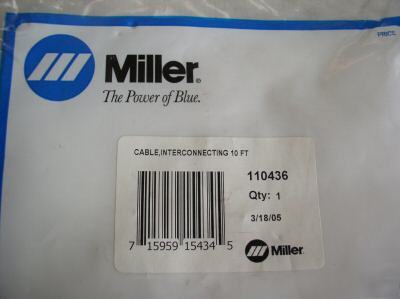 PRICE
Miller®
The Power of Blue.
CABLE,INTERCONNECTING 10 FT
110436
Qty: 1
3/18/05
7 15959 15434 5
Miller